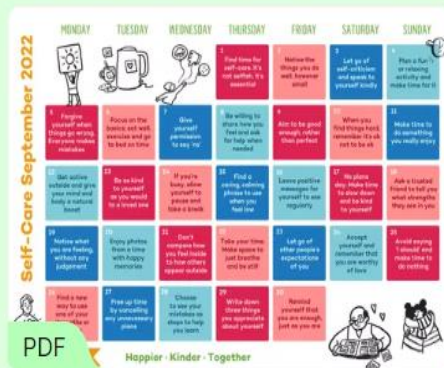 Self-Care September 2022
MONDAY TUESDAY WEDNESDAY THURSDAY FRIDAY SATURDAY SUNDAY
1
Find time for
self-care. It's
not selfish, it's
essential
2
Notice the
things you do
well, however
small
3
Let go of
self-criticism
and speak to
yourself kindly
4
Plan a fun
or relaxing
activity and
make time for it
5
Forgive
yourself when
things go wrong.
Everyone makes
mistakes
6
Focus on the
basics: eat well,
exercise and
go to bed on time
7
Give
yourself
permission
to say 'no'
8
Be willing to
share how you
feel and ask
for help when
needed
9
Aim to be good
enough, rather
than perfect
10
When you
find things hard,
remember it's ok
not to be ok
11
Make time to
do something
you really enjoy
12
Get active
outside and give
your mind and
body a natural
boost
13
Be as kind
to yourself
as you would
to a loved one
14
If you're
busy, allow
yourself to
pause and
take a break
15
Find a
caring, calming
phrase to use
when you
feel low
16
Leave positive
messages for
yourself to see
regularly
17
No plans
day. Make time
to slow down
and be kind
to yourself
18
Ask a trusted
friend to tell you
what strengths
they see in you
19
Notice what
you are feeling,
without any
judgement
20
Enjoy photos
from a time
with happy
memories
21
Don't
compare how
you feel inside
to how others
appear outside
22
Take your time.
Make space to
just breathe
and be still
23
Let go of
other people's
expectations
of you
24
Accept
yourself and
remember that
you are worthy
of love
25
Avoid saying
'I should' and
make time to
do nothing
26
Find a new
way to use
one of your
27
Free up time
by cancelling
any unnecessary
plans
28
Choose
to see your
mistakes as
steps to help
you learn
29
Write down
three things
you appreciate
about yourself
30
Remind
yourself that
you are enough,
just as you are
PDF
Happier · Kinder · Together